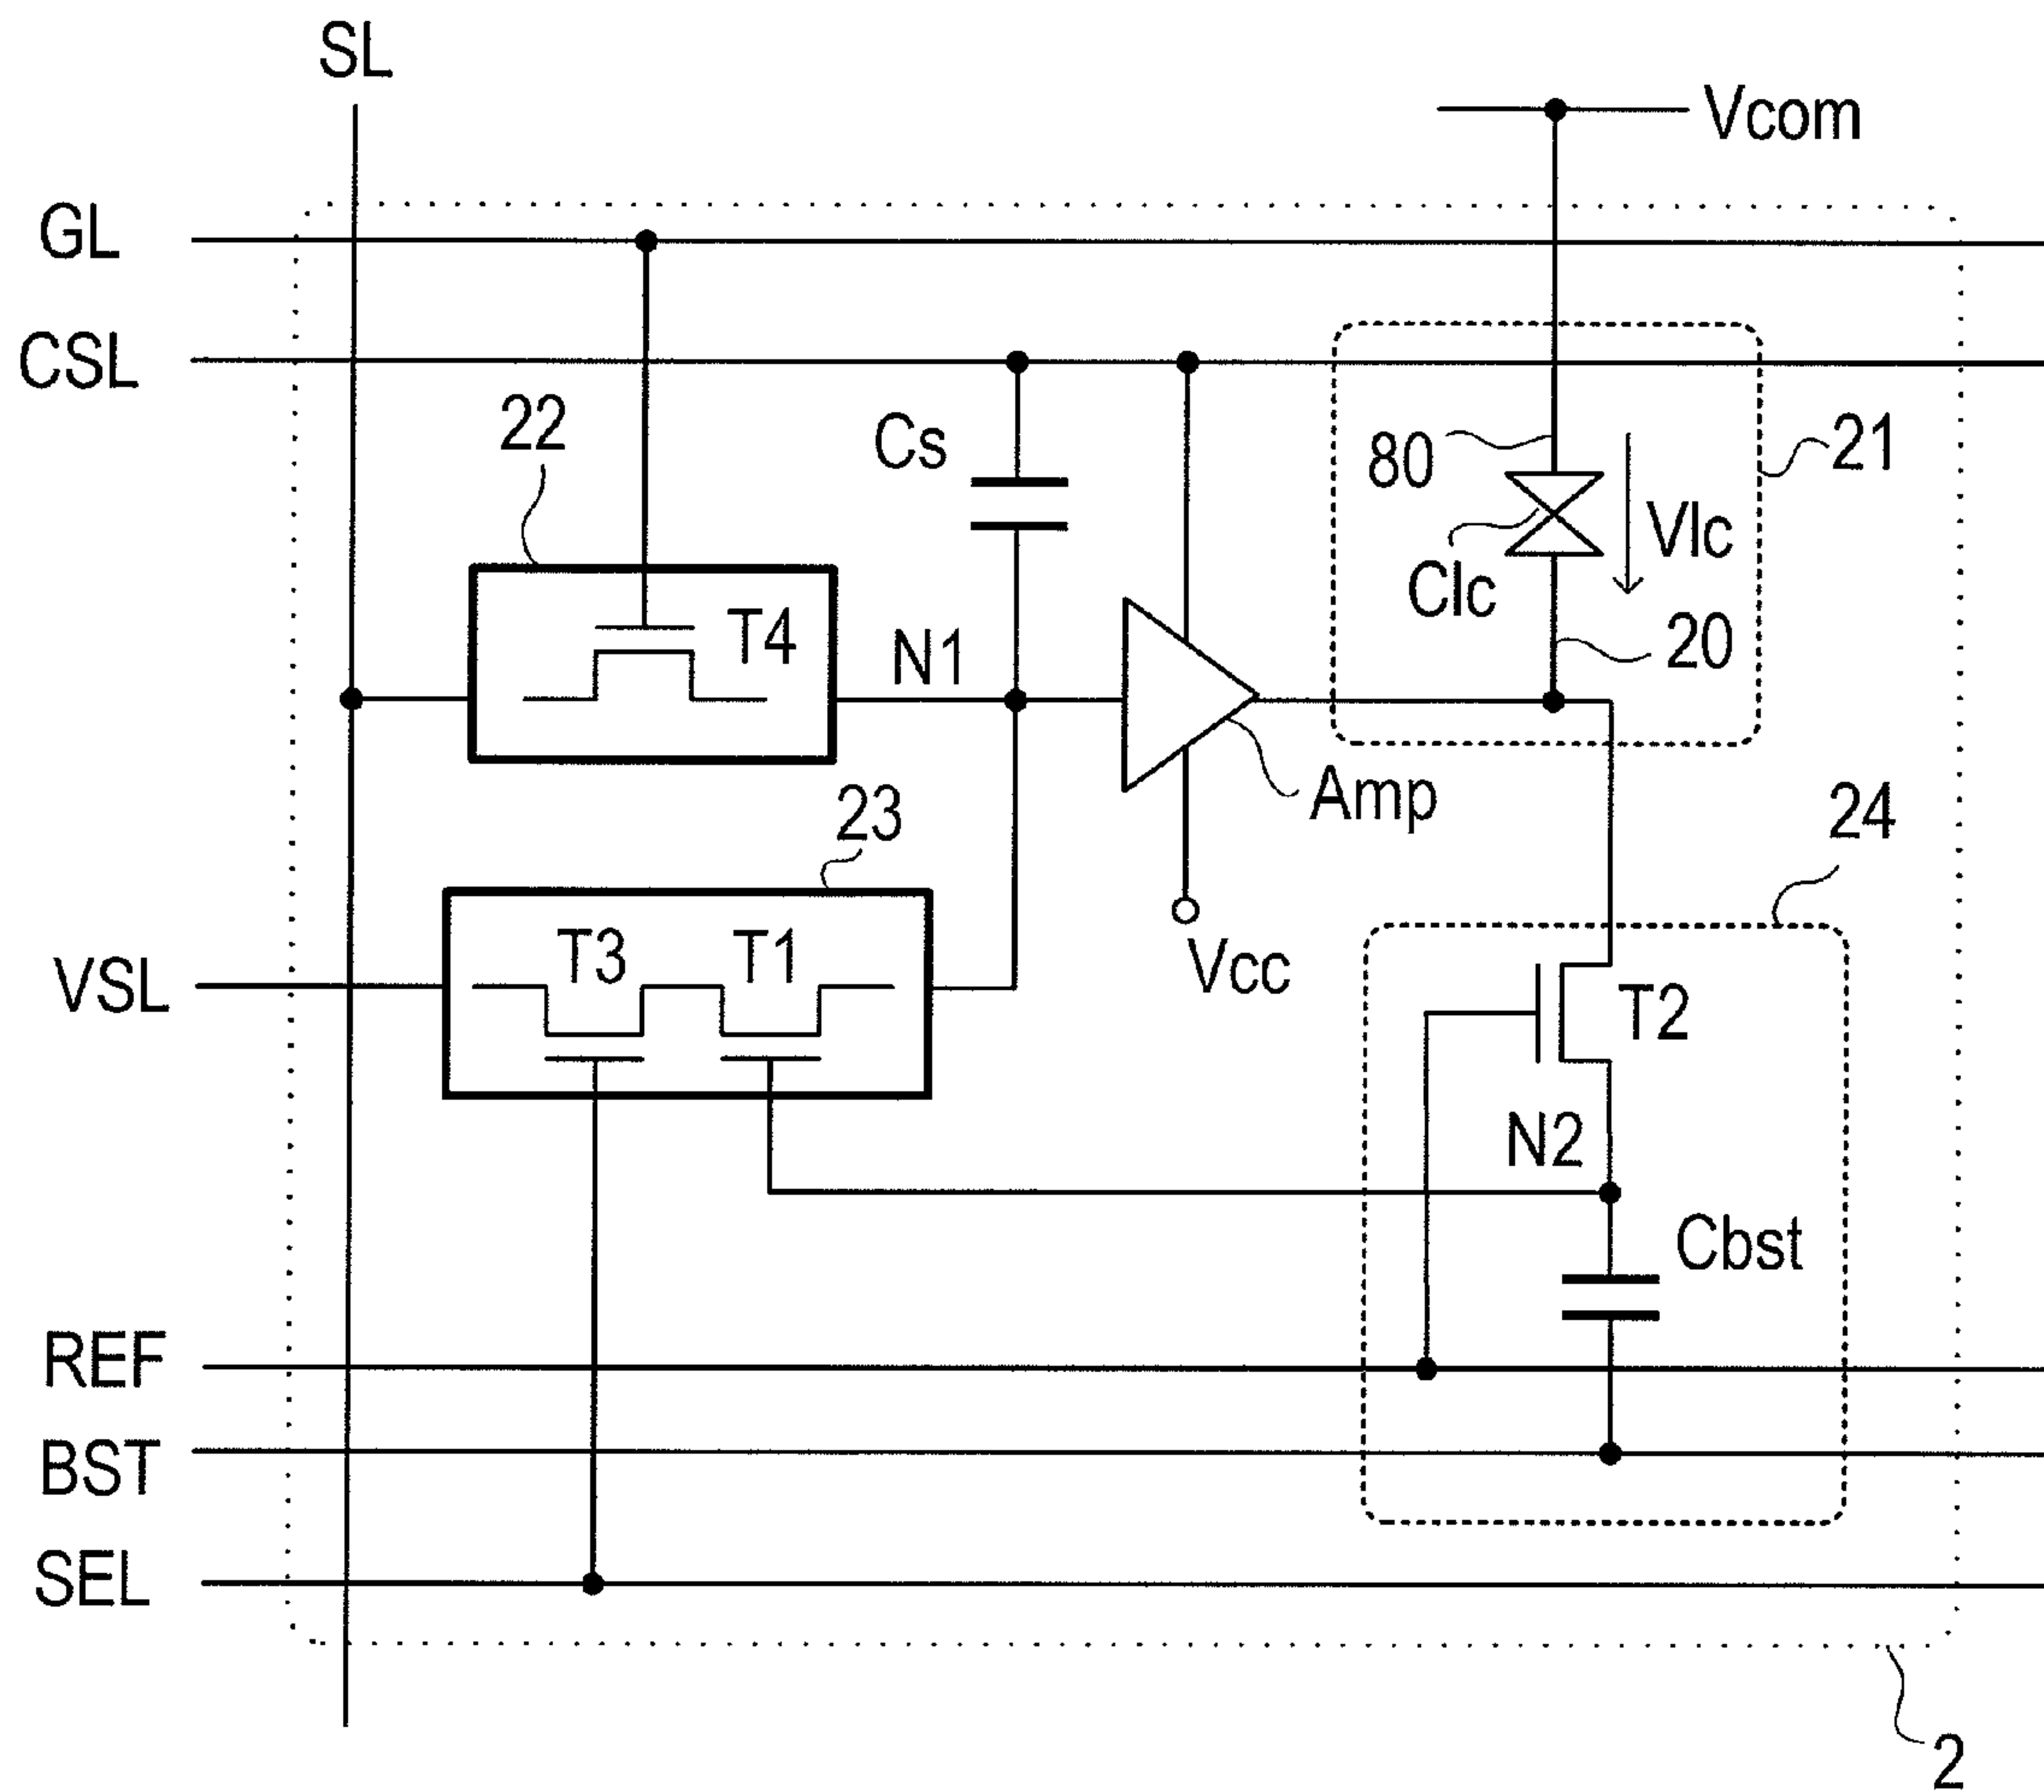 SL
Vcom
GL
CSL
22
Cs
80
21
Vlc
Clc
T4
N1
20
Amp
23
24
VSL
T3
T1
Vcc
T2
N2
Cbst
REF
BST
SEL
2